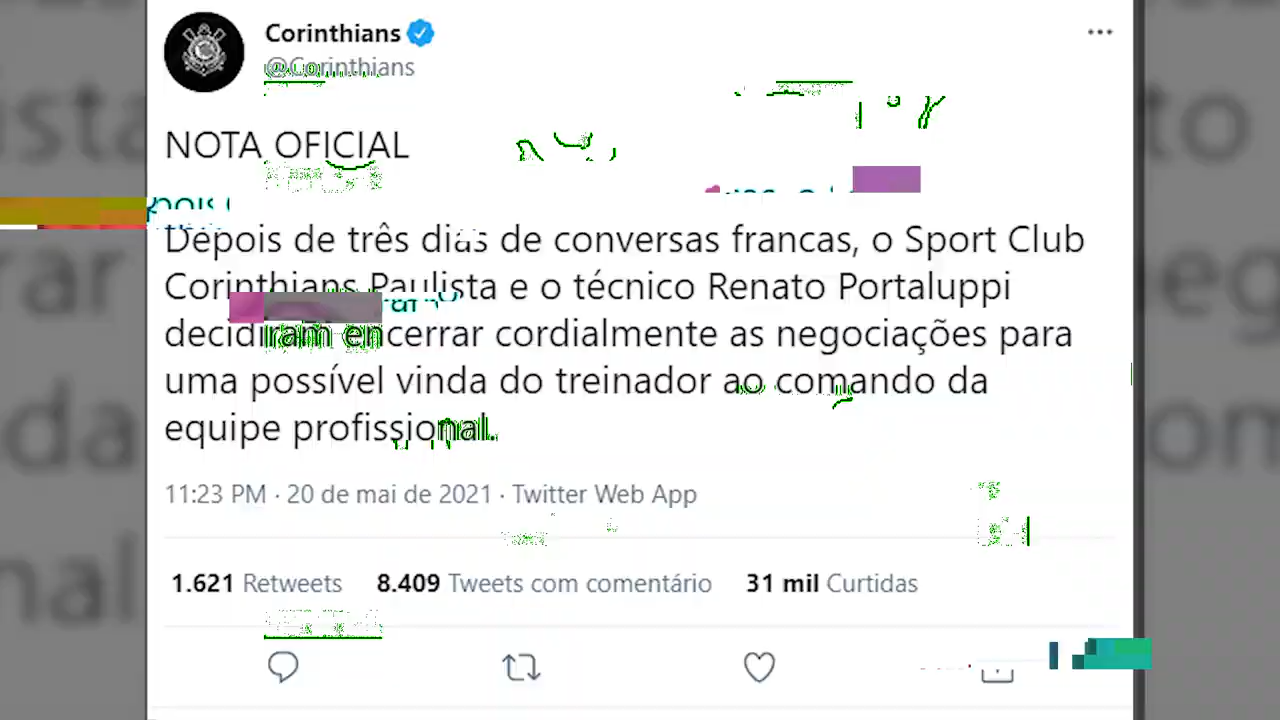 Corinthians
@Corinthians
NOTA OFICIAL
Depois de três dias de conversas francas, o Sport Club
Corinthians Paulista e o técnico Renato Portaluppi
decidiram encerrar cordialmente as negociações para
uma possível vinda do treinador ao comando da
equipe profissional.
11:23 PM · 20 de mai de 2021 · Twitter Web App
1.621 Retweets 8.409 Tweets com comentário 31 mil Curtidas